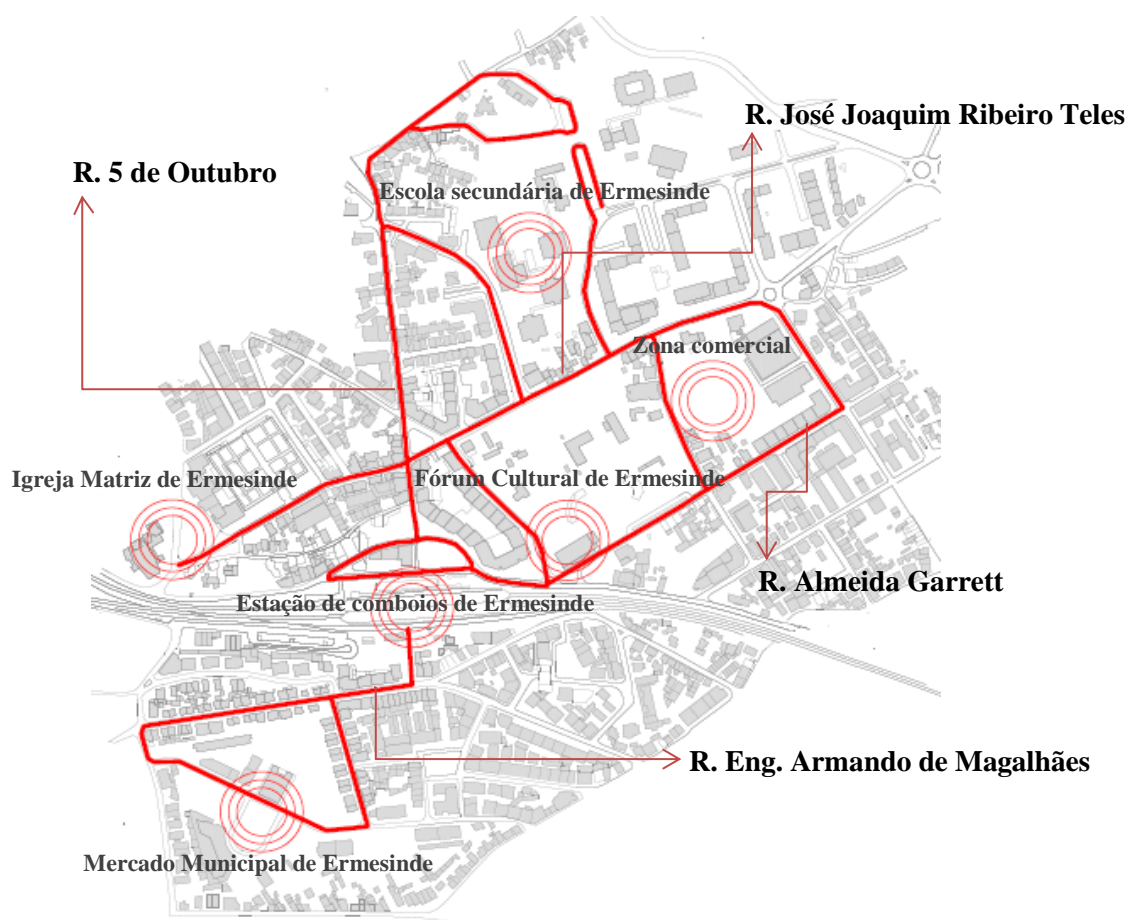 R. José Joaquim Ribeiro Teles
R. 5 de Outubro
Escola secundária de Ermesinde
Zona comercial
Igreja Matriz de Ermesinde
Fórum Cultural de Ermesinde
R. Almeida Garrett
Estação de comboios de Ermesinde
R. Eng. Armando de Magalhães
Mercado Municipal de Ermesinde